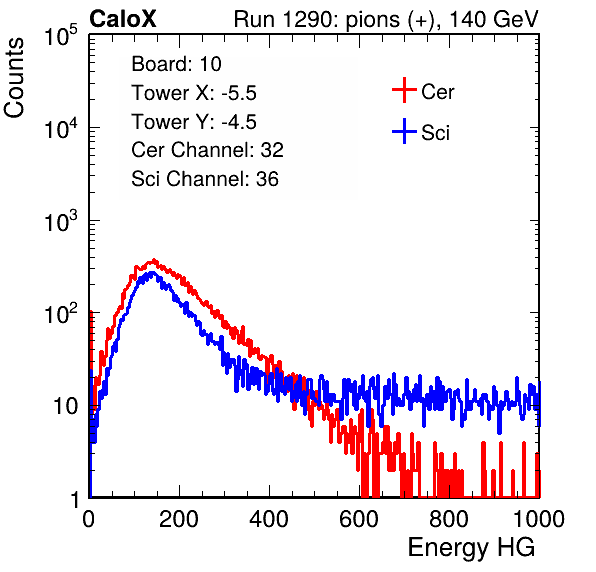 CaloX Run 1290: pions (+), 140 GeV
Counts
Board: 10
Tower X: -5.5
Tower Y: -4.5
Cer Channel: 32
Sci Channel: 36
Cer
Sci
10^5
10^4
10^3
10^2
10
1
0 200 400 600 800 1000
Energy HG